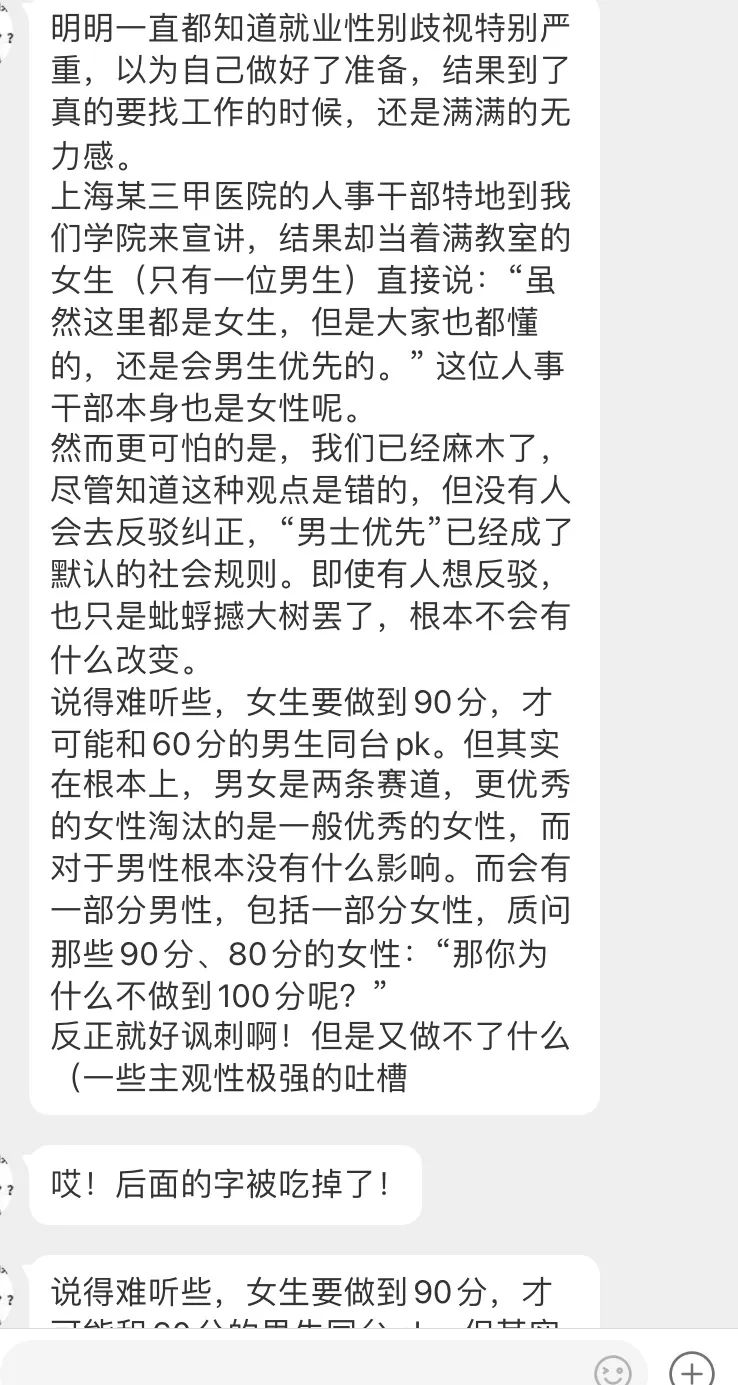 明明一直都知道就业性别歧视特别严
重，以为自己做好了准备，结果到了
真的要找工作的时候，还是满满的无
力感。
上海某三甲医院的人事干部特地到我
们学院来宣讲，结果却当着满教室的
女生（只有一位男生）直接说：“虽
然这里都是女生，但是大家也都懂
的，还是会男生优先的。”这位人事
干部本身也是女性呢。
然而更可怕的是，我们已经麻木了，
尽管知道这种观点是错的，但没有人
会去反驳纠正，“男士优先”已经成了
默认的社会规则。即使有人想反驳，
也只是蚍蜉撼大树罢了，根本不会有
什么改变。
说得难听些，女生要做到90分，才
可能和60分的男生同台pk。但其实
在根本上，男女是两条赛道，更优秀
的女性淘汰的是一般优秀的女性，而
对于男性根本没有什么影响。而会有
一部分男性，包括一部分女性，质问
那些90分、80分的女性：“那你为
什么不做到100分呢？”
反正就好讽刺啊！但是又做不了什么
（一些主观性极强的吐槽
哎！后面的字被吃掉了！
说得难听些，女生要做到90分，才
可能和60分的男生同台pk。但其实